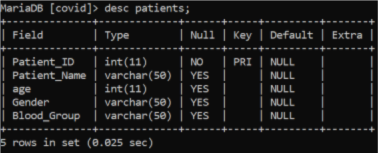 MariaDB [covid]> desc patients;
+---------------+-------------+------+-----+---------+-------+
| Field | Type | Null | Key | Default | Extra |
+---------------+-------------+------+-----+---------+-------+
| Patient_ID | int(11) | NO | PRI | NULL | |
| Patient_Name | varchar(50) | YES | | NULL | |
| age | int(11) | YES | | NULL | |
| Gender | varchar(50) | YES | | NULL | |
| Blood_Group | varchar(50) | YES | | NULL | |
+---------------+-------------+------+-----+---------+-------+
5 rows in set (0.025 sec)